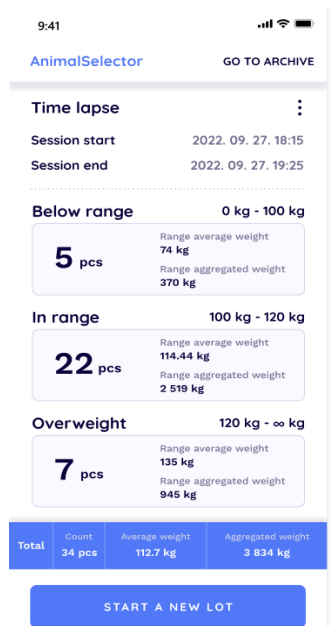 9:41
AnimalSelector GO TO ARCHIVE
Time lapse
Session start 2022. 09. 27. 18:15
Session end 2022. 09. 27. 19:25
Below range 0 kg - 100 kg
5 pcs
Range average weight
74 kg
Range aggregated weight
370 kg
In range 100 kg - 120 kg
22 pcs
Range average weight
114.44 kg
Range aggregated weight
2 519 kg
Overweight 120 kg - ∞ kg
7 pcs
Range average weight
135 kg
Range aggregated weight
945 kg
Total
Count Average weight Aggregated weight
34 pcs 112.7 kg 3 834 kg
START A NEW LOT